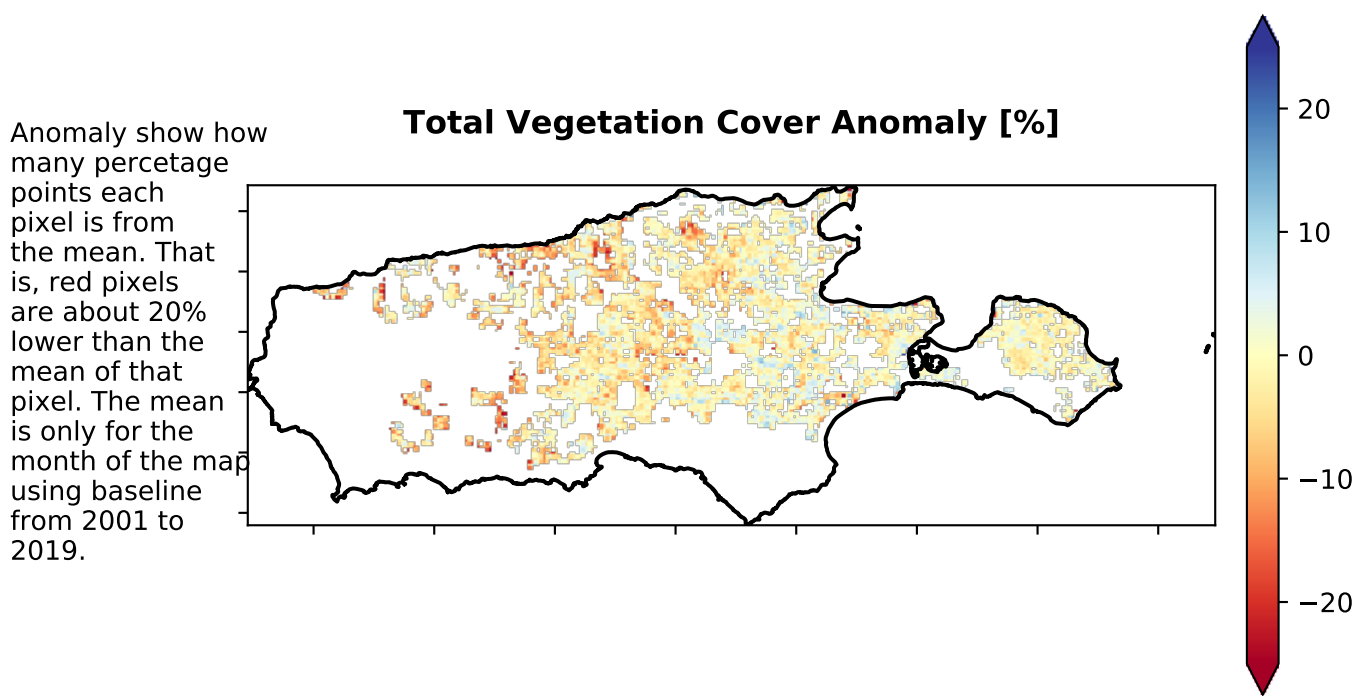 Total Vegetation Cover Anomaly [%]
Anomaly show how
many percetage
points each
pixel is from
the mean. That
is, red pixels
are about 20%
lower than the
mean of that
pixel. The mean
is only for the
month of the map
using baseline
from 2001 to
2019.
20
10
0
−10
−20